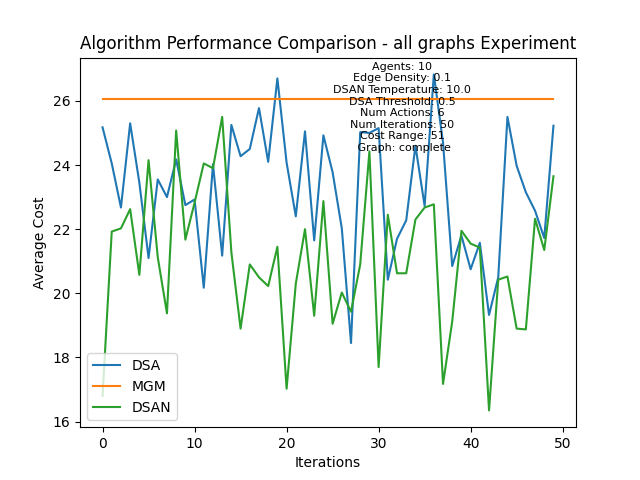 Algorithm Performance Comparison - all graphs Experiment
Agents: 10
Edge Density: 0.1
DSAN Temperature: 10.0
DSA Threshold: 0.5
Num Actions: 5
Num Iterations: 50
Cost Range: 51
Graph: complete
26
24
22
20
18
16
Average Cost
DSA
MGM
DSAN
0
10
20
30
40
50
Iterations